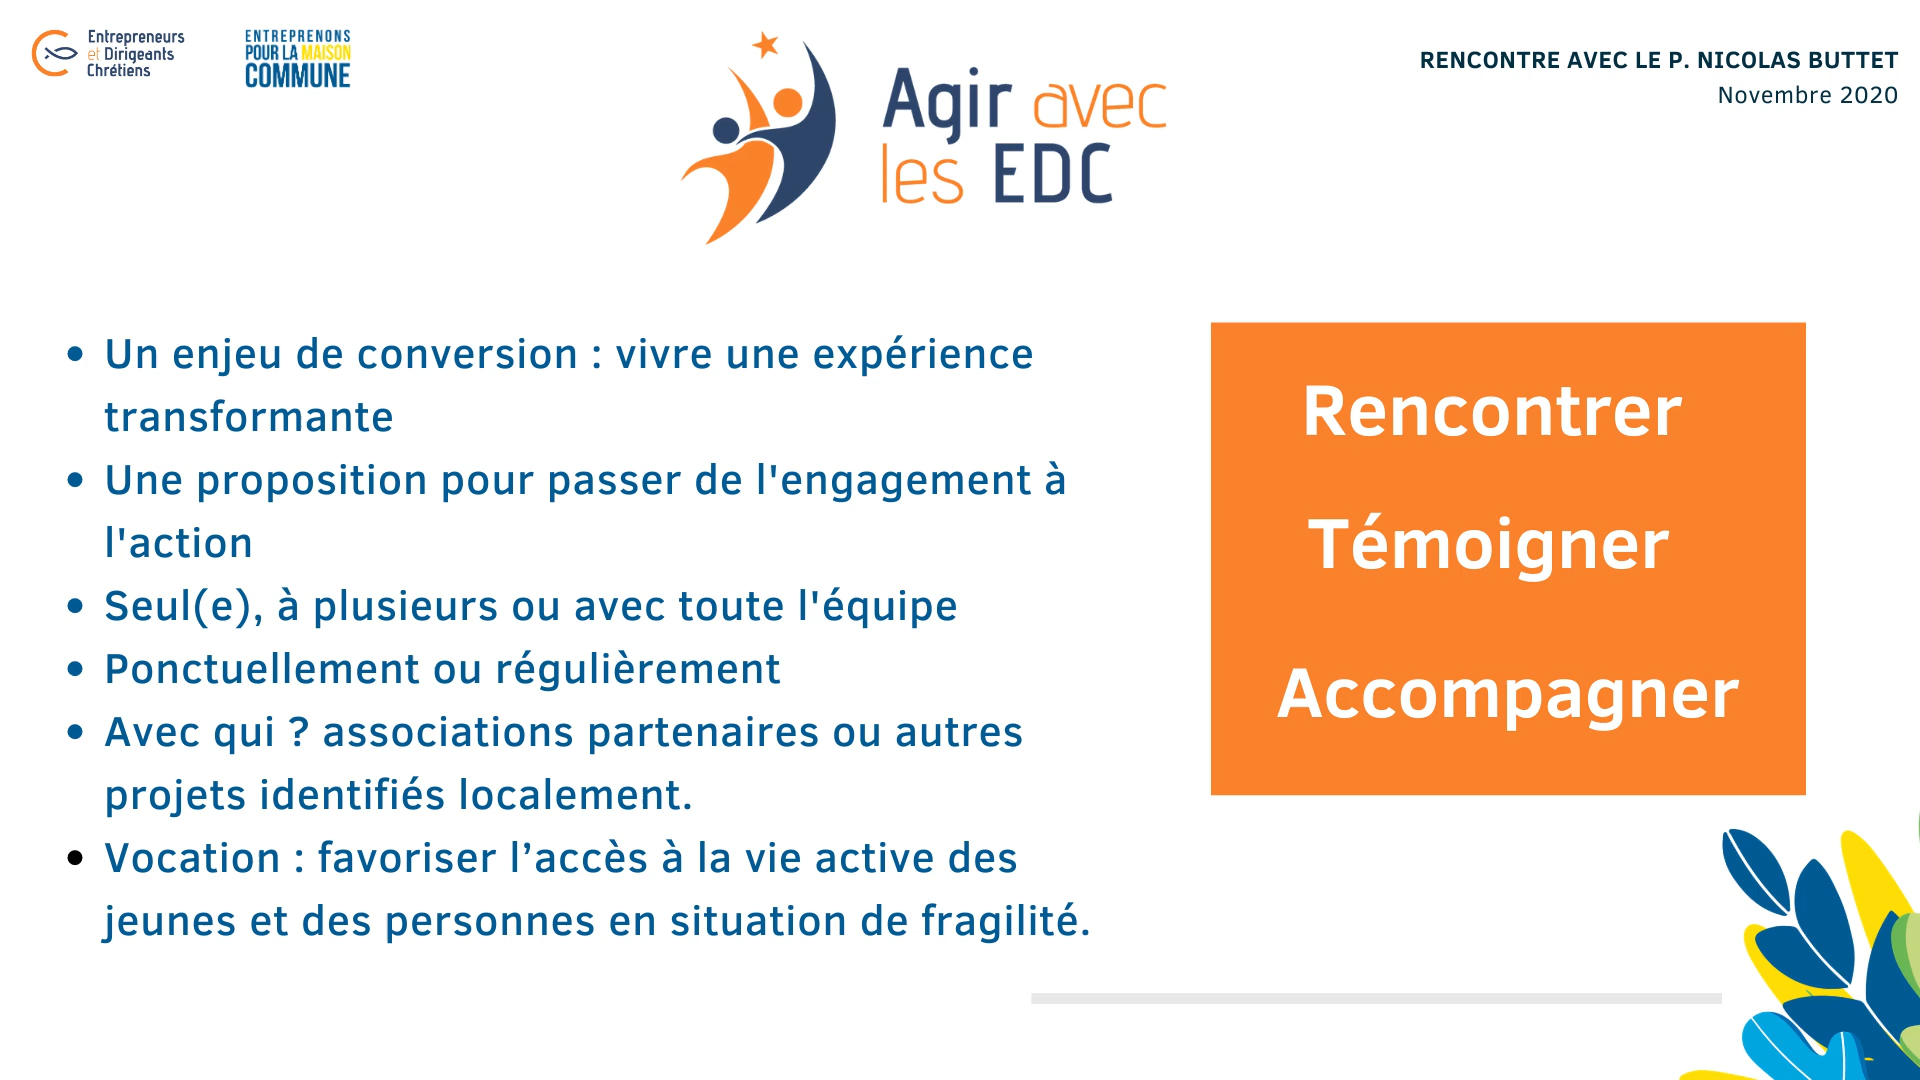 Entrepreneurs
et Dirigeants
Chrétiens
ENTREPRENONS
POUR LA MAISON
COMMUNE
Agir avec
les EDC
RENCONTRE AVEC LE P. NICOLAS BUTTET
Novembre 2020
• Un enjeu de conversion : vivre une expérience
transformante
• Une proposition pour passer de l'engagement à
l'action
• Seul(e), à plusieurs ou avec toute l'équipe
• Ponctuellement ou régulièrement
• Avec qui ? associations partenaires ou autres
projets identifiés localement.
• Vocation : favoriser l’accès à la vie active des
jeunes et des personnes en situation de fragilité.
Rencontrer
Témoigner
Accompagner